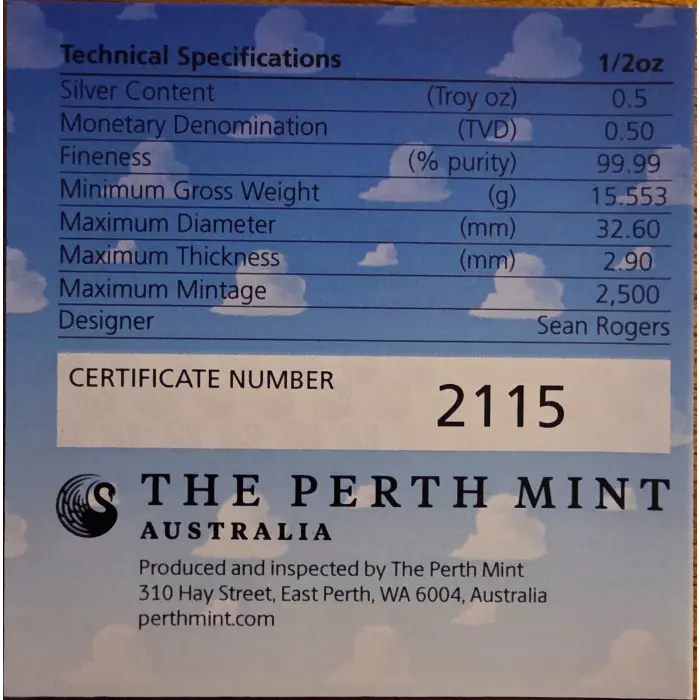 Technical Specifications 1/2oz
Silver Content (Troy oz) 0.5
Monetary Denomination (TVD) 0.50
Fineness (% purity) 99.99
Minimum Gross Weight (g) 15.553
Maximum Diameter (mm) 32.60
Maximum Thickness (mm) 2.90
Maximum Mintage 2,500
Designer Sean Rogers
CERTIFICATE NUMBER 2115
THE PERTH MINT
AUSTRALIA
Produced and inspected by The Perth Mint
310 Hay Street, East Perth, WA 6004, Australia
perthmint.com